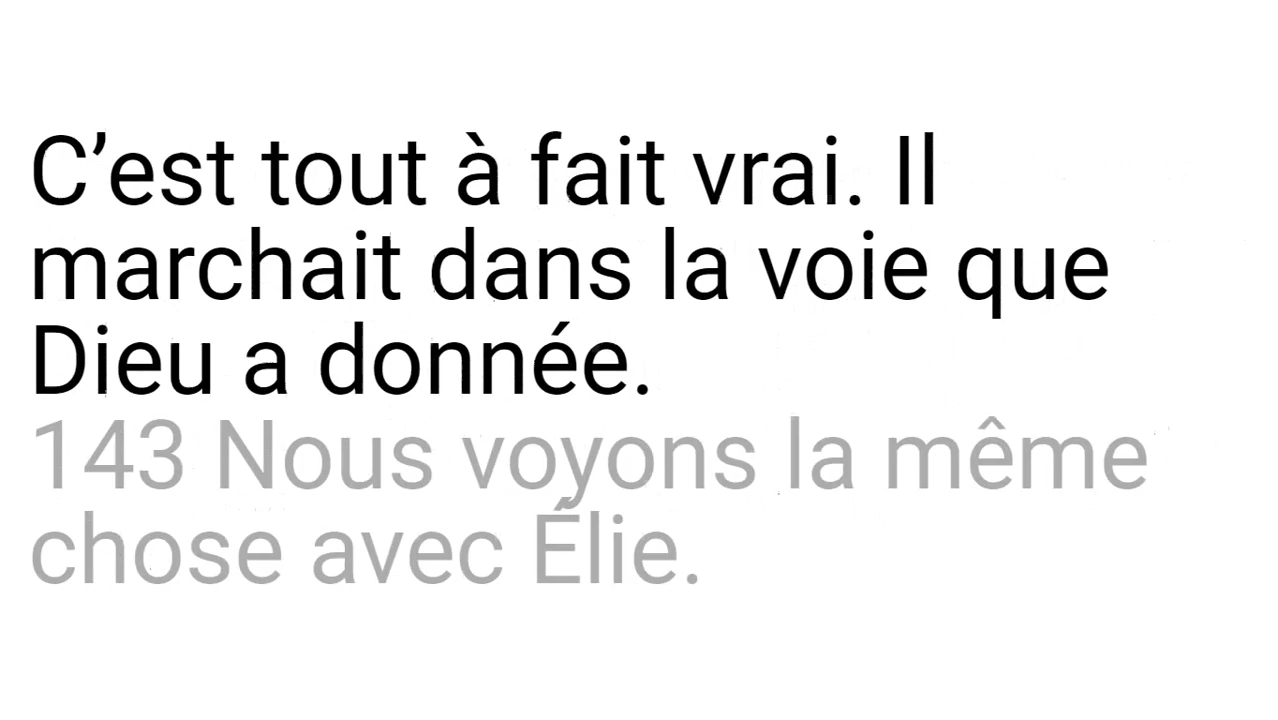 C’est tout à fait vrai. Il
marchait dans la voie que
Dieu a donnée.
143 Nous voyons la même
chose avec Élie.